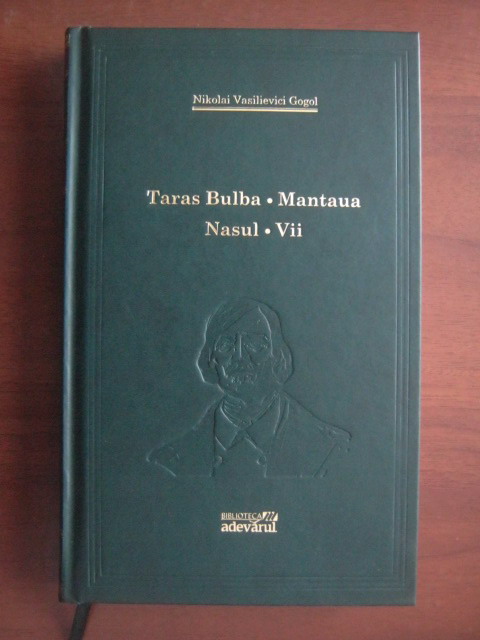 Nikolai Vasilievici Gogol
Taras Bulba • Mantaua
Nasul • Vii
BIBLIOTECA
adevărul